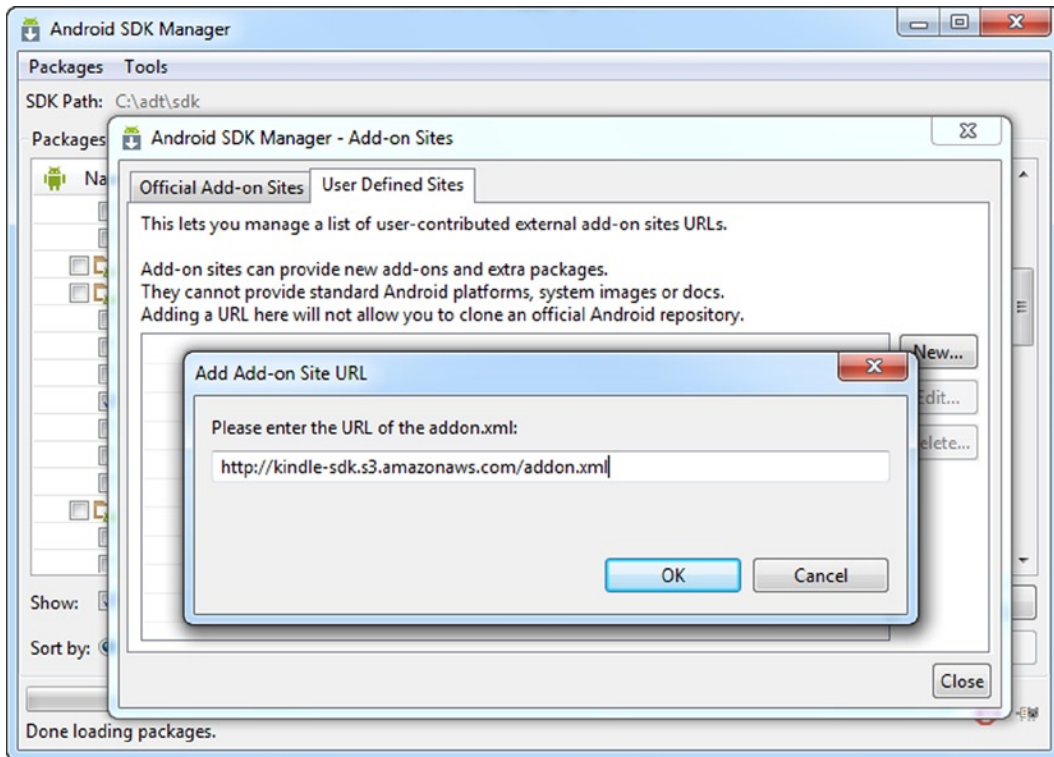 Android SDK Manager
Packages Tools
SDK Path: C:\adt\sdk
Packages
Android SDK Manager - Add-on Sites
Na
Official Add-on Sites User Defined Sites
This lets you manage a list of user-contributed external add-on sites URLs.
Add-on sites can provide new add-ons and extra packages.
They cannot provide standard Android platforms, system images or docs.
Adding a URL here will not allow you to clone an official Android repository.
New...
Add Add-on Site URL
Edit...
Please enter the URL of the addon.xml:
elete...
http://kindle-sdk.s3.amazonaws.com/addon.xml
OK Cancel
Show:
Sort by:
Close
Done loading packages.